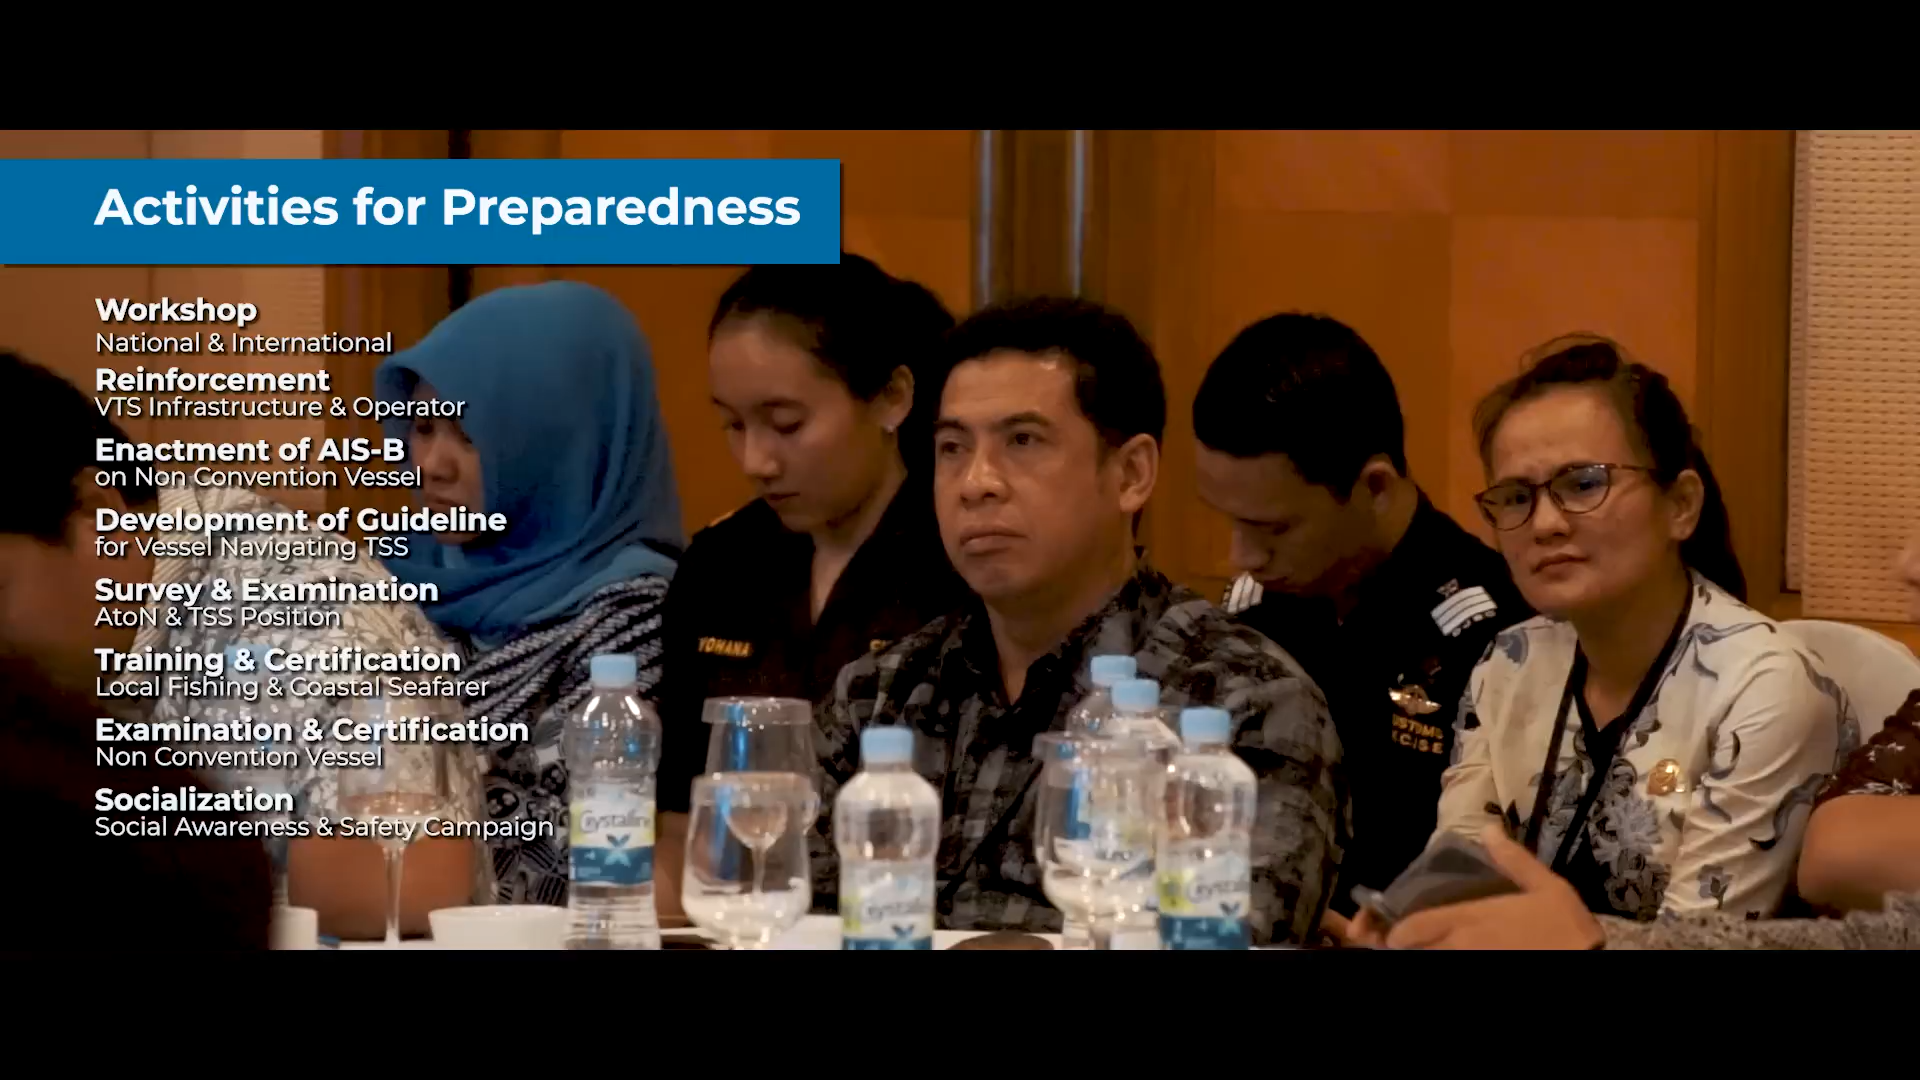 Activities for Preparedness
Workshop
National & International
Reinforcement
VTS Infrastructure & Operator
Enactment of AIS-B
on Non Convention Vessel
Development of Guideline
for Vessel Navigating TSS
Survey & Examination
AtoN & TSS Position
Training & Certification
Local Fishing & Coastal Seafarer
Examination & Certification
Non Convention Vessel
Socialization
Social Awareness & Safety Campaign
YOHANA
Crystalline